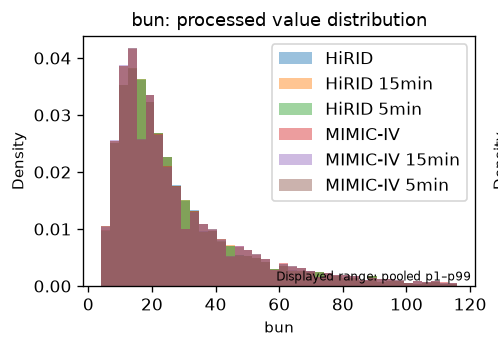 bun: processed value distribution
Density
0.04
0.03
0.02
0.01
0.00
HiRID
HiRID 15min
HiRID 5min
MIMIC-IV
MIMIC-IV 15min
MIMIC-IV 5min
Displayed range: pooled p1–p99
0 20 40 60 80 100 120
bun